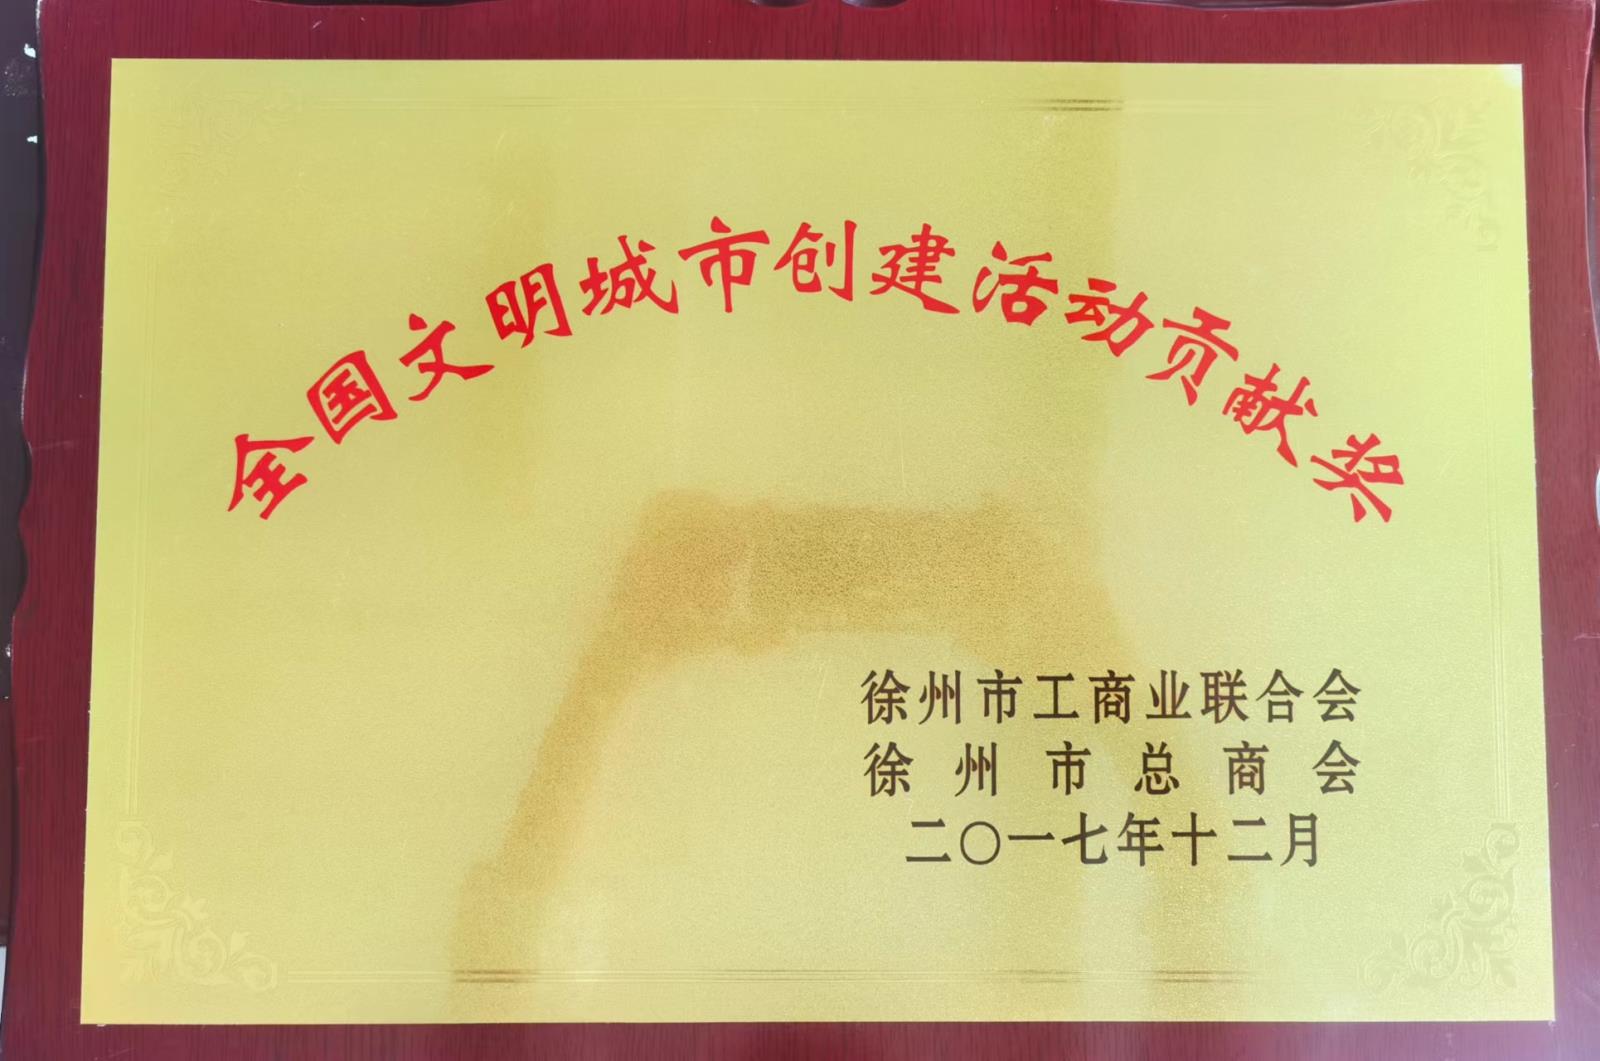 全国文明城市创建活动贡献奖
徐州市工商业联合会
徐州市总商会
二〇一七年十二月